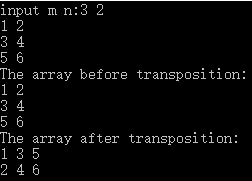 input m n:3 2
1 2
3 4
5 6
The array before transposition:
1 2
3 4
5 6
The array after transposition:
1 3 5
2 4 6